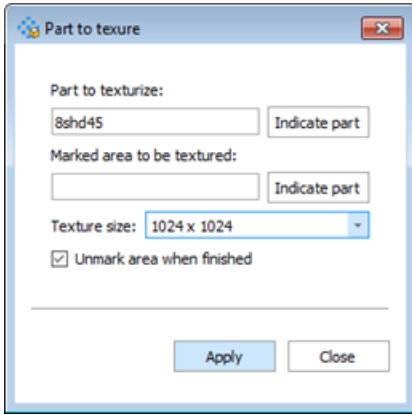 Part to texure
Part to texturize:
8shd45
Indicate part
Marked area to be textured:
Indicate part
Texture size: 1024 x 1024
Unmark area when finished
Apply Close